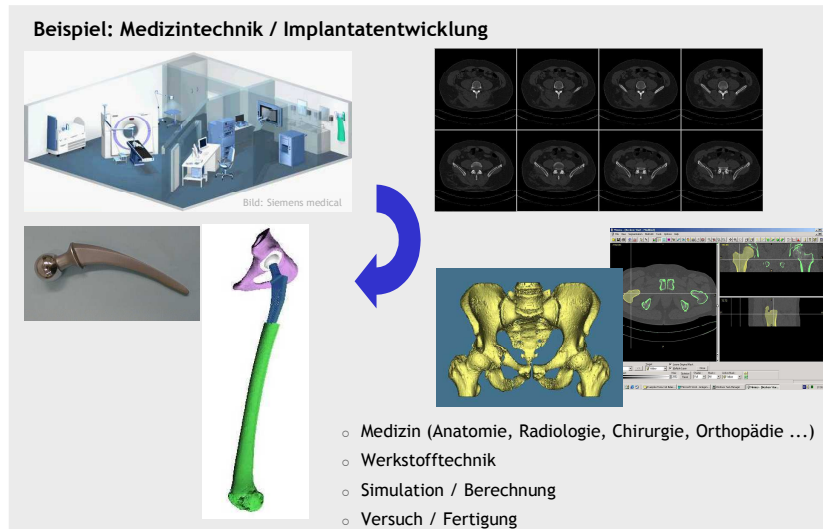 Beispiel: Medizintechnik / Implantatentwicklung
Bild: Siemens medical
○ Medizin (Anatomie, Radiologie, Chirurgie, Orthopädie ...)
○ Werkstofftechnik
○ Simulation / Berechnung
○ Versuch / Fertigung